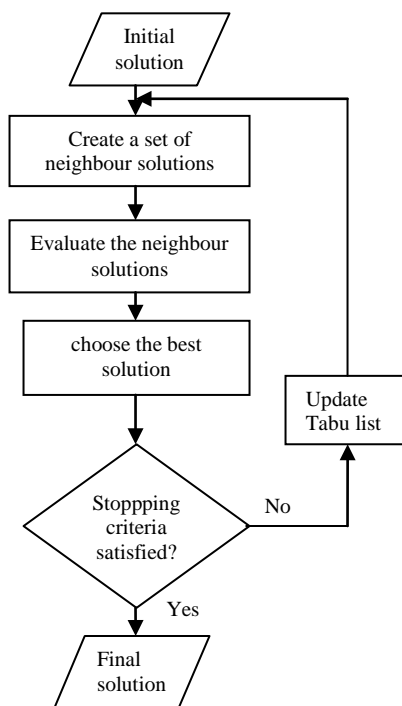 Initial
solution
Create a set of
neighbour solutions
Evaluate the neighbour
solutions
choose the best
solution
Update
Tabu list
Stoppping
criteria
satisfied?
No
Yes
Final
solution